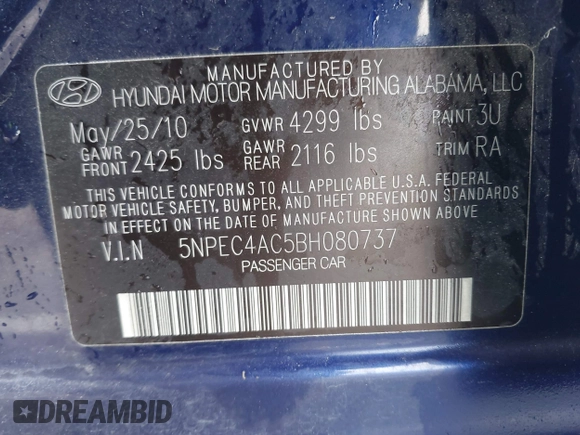 MANUFACTURED BY
HYUNDAI MOTOR MANUFACTURING ALABAMA, LLC
May/25/10 GVWR 4299 lbs PAINT 3U
GAWR FRONT 2425 lbs GAWR REAR 2116 lbs TRIM RA
THIS VEHICLE CONFORMS TO ALL APPLICABLE U.S.A. FEDERAL
MOTOR VEHICLE SAFETY, BUMPER, AND THEFT PREVENTION STANDARDS
IN EFFECT ON THE DATE OF MANUFACTURE SHOWN ABOVE.
V.I.N 5NPEC4AC5BH080737
PASSENGER CAR
DREAMBID